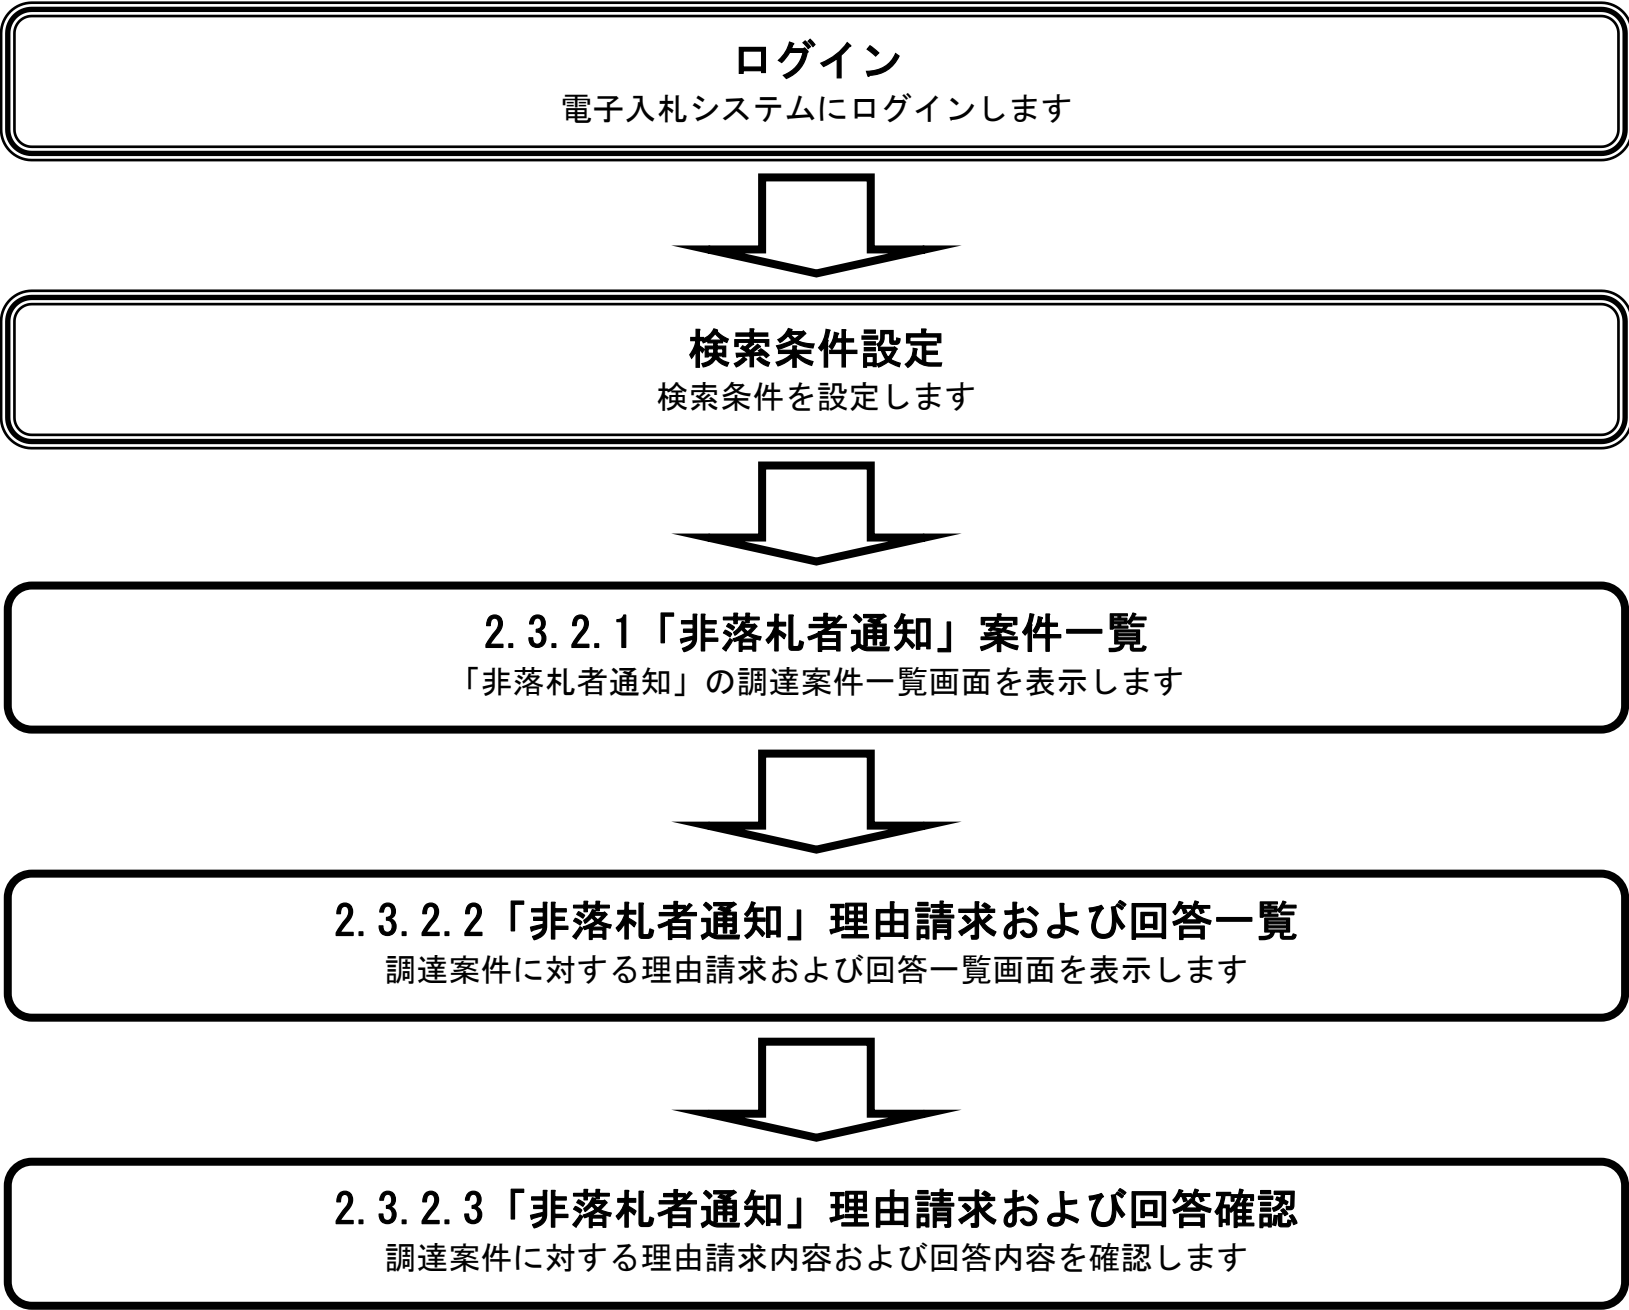 ログイン
電子入札システムにログインします
検索条件設定
検索条件を設定します
2.3.2.1「非落札者通知」案件一覧
「非落札者通知」の調達案件一覧画面を表示します
2.3.2.2「非落札者通知」理由請求および回答一覧
調達案件に対する理由請求および回答一覧画面を表示します
2.3.2.3「非落札者通知」理由請求および回答確認
調達案件に対する理由請求内容および回答内容を確認します